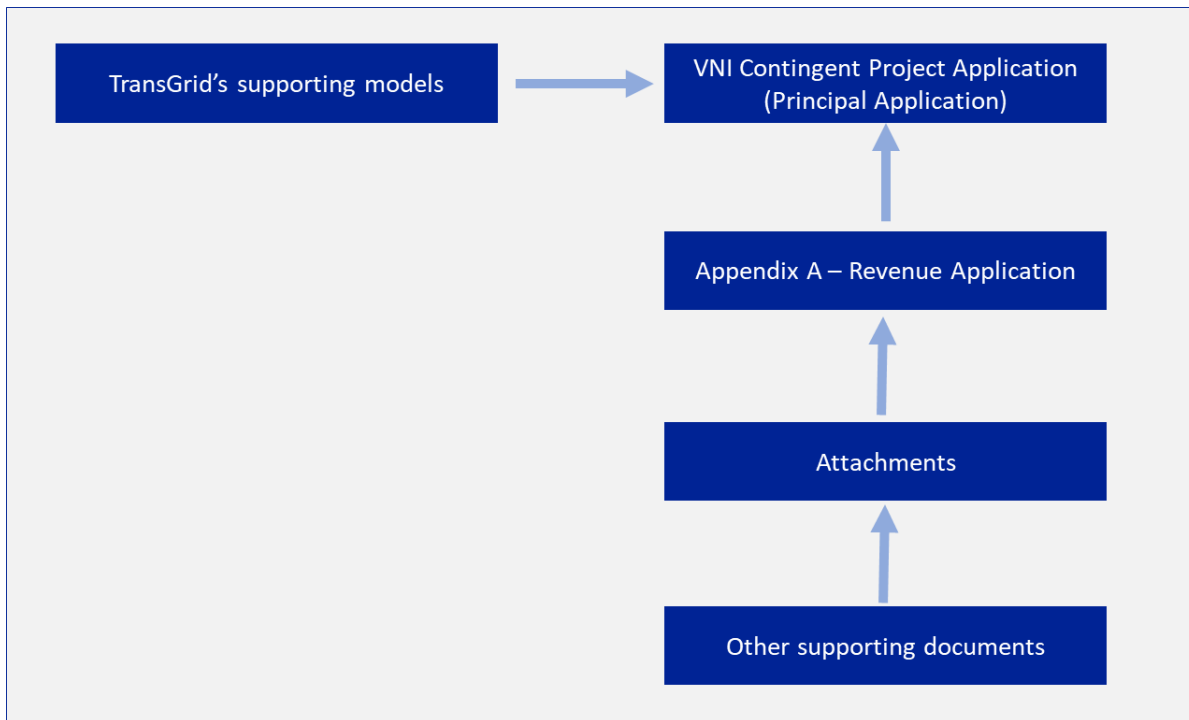 TransGrid’s supporting models
VNI Contingent Project Application
(Principal Application)
Appendix A – Revenue Application
Attachments
Other supporting documents